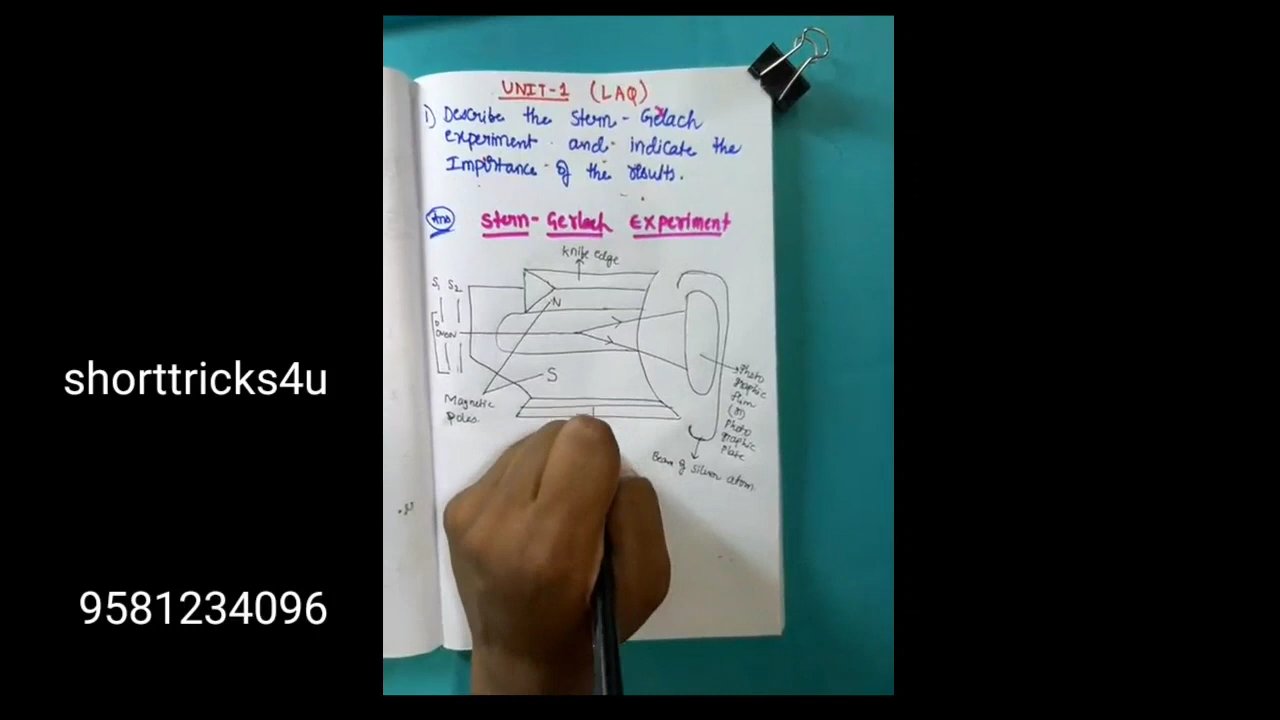 UNIT-1 (LAQ)
1) Describe the Stern-Gerlach
experiment and indicate the
Importance of the results.
Ans Stern-Gerlach Experiment
knife edge
S1 S2
N
OVEN
shorttricks4u
S
Magnetic
poles.
Photo
graphic
film
(or)
Photo
graphic
Plate
Beam of silver atom.
9581234096